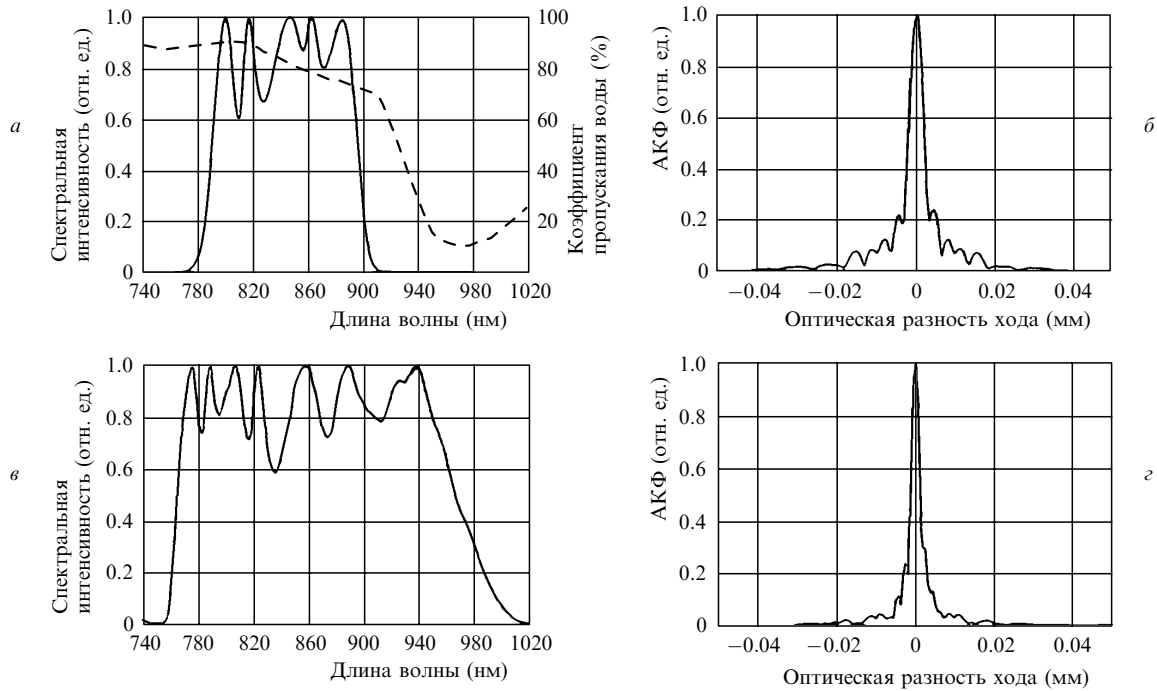 а
Спектральная
интенсивность (отн. ед.)
1.0
0.8
0.6
0.4
0.2
0
740 780 820 860 900 940 980 1020
Длина волны (нм)
100
80
60
40
20
Коэффициент
пропускания воды (%)
б
АКФ (отн. ед.)
1.0
0.8
0.6
0.4
0.2
0
−0.04 −0.02 0 0.02 0.04
Оптическая разность хода (мм)
в
Спектральная
интенсивность (отн. ед.)
1.0
0.8
0.6
0.4
0.2
0
740 780 820 860 900 940 980 1020
Длина волны (нм)
г
АКФ (отн. ед.)
1.0
0.8
0.6
0.4
0.2
0
−0.04 −0.02 0 0.02 0.04
Оптическая разность хода (мм)